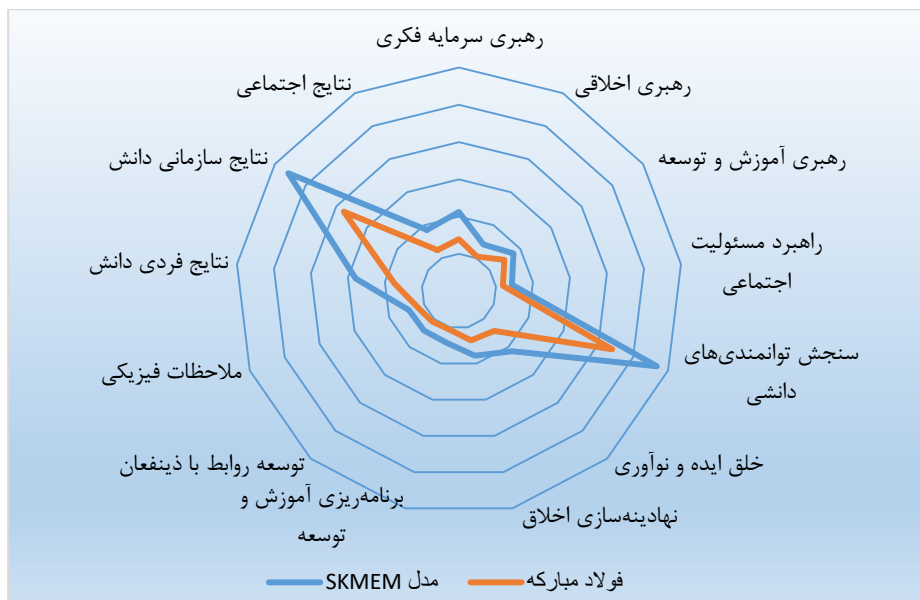 رهبری سرمایه فکری
رهبری اخلاقی
رهبری آموزش و توسعه
راهبرد مسئولیت
اجتماعی
سنجش توانمندی‌های
دانشی
خلق ایده و نوآوری
نهادینه‌سازی اخلاق
برنامه‌ریزی آموزش و
توسعه
توسعه روابط با ذینفعان
ملاحظات فیزیکی
نتایج فردی دانش
نتایج سازمانی دانش
نتایج اجتماعی
مدل SKMEM
فولاد مبارکه